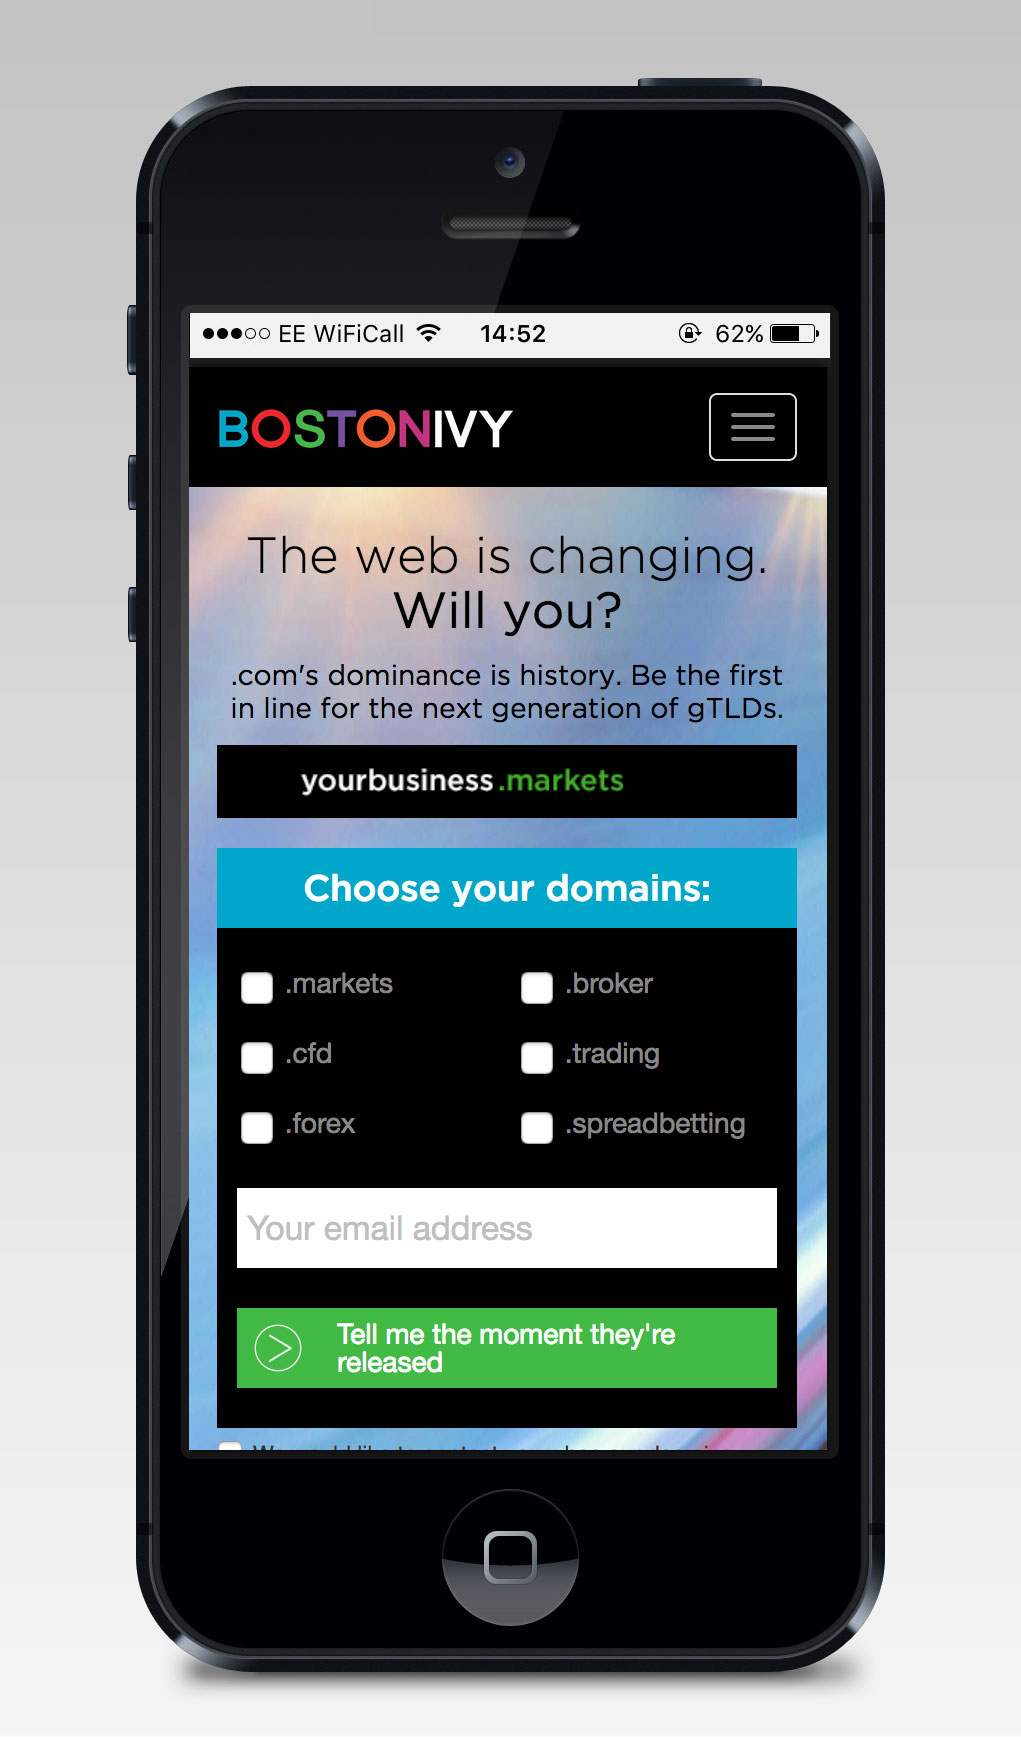 EE WiFiCall 14:52 62%
BOSTONIVY
The web is changing.
Will you?
.com's dominance is history. Be the first
in line for the next generation of gTLDs.
yourbusiness.markets
Choose your domains:
.markets .broker
.cfd .trading
.forex .spreadbetting
Your email address
Tell me the moment they're
released